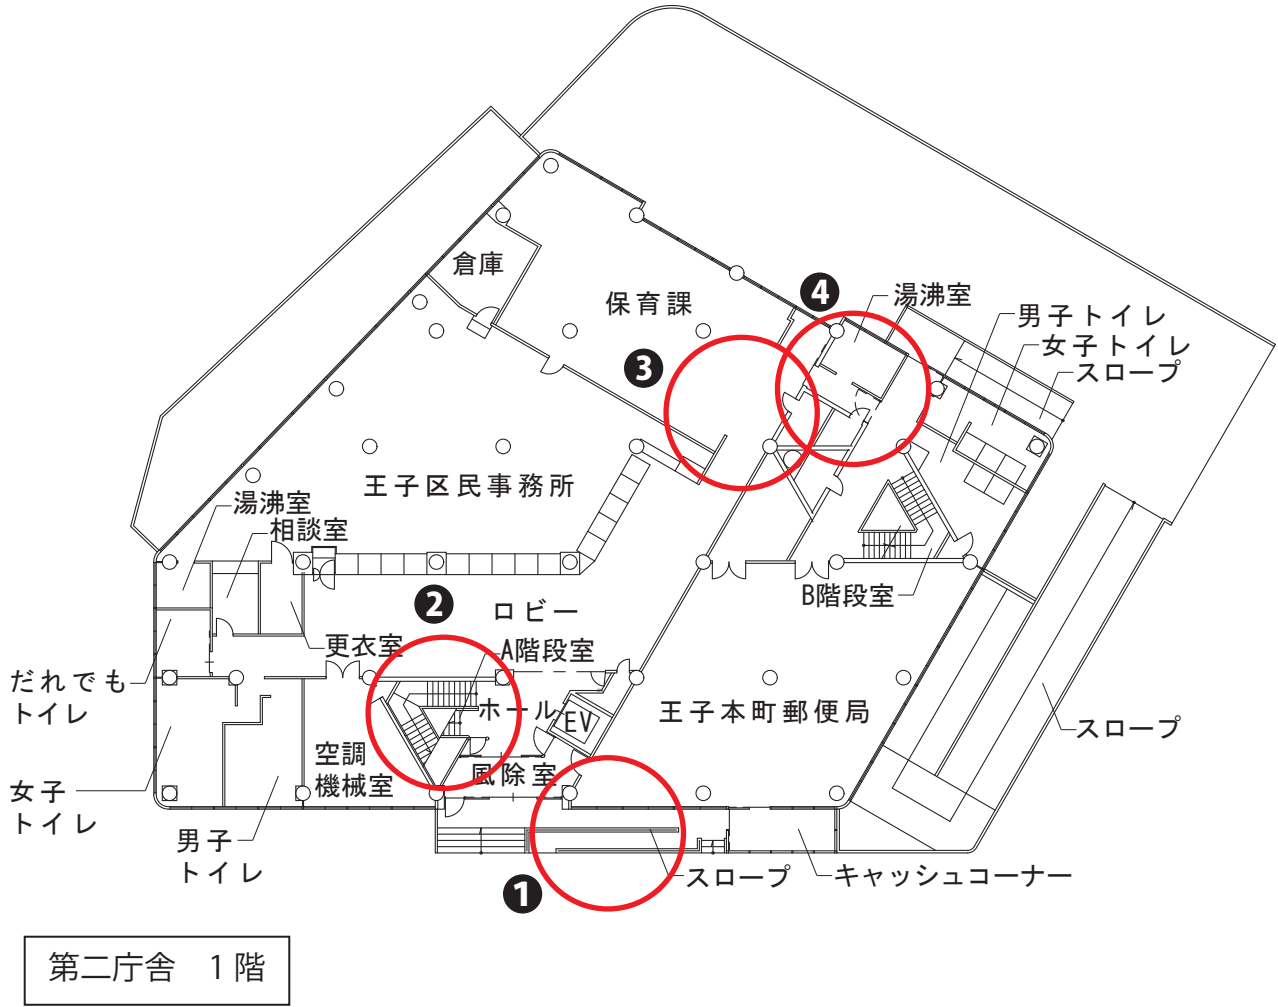 倉庫
保育課
❹
湯沸室
男子トイレ
女子トイレ
スロープ
❸
王子区民事務所
湯沸室
相談室
B階段室
❷
ロビー
更衣室
A階段室
だれでも
トイレ
ホール
EV
王子本町郵便局
スロープ
空調
機械室
風除室
女子
トイレ
男子
トイレ
❶
スロープ
キャッシュコーナー
第二庁舎　1階